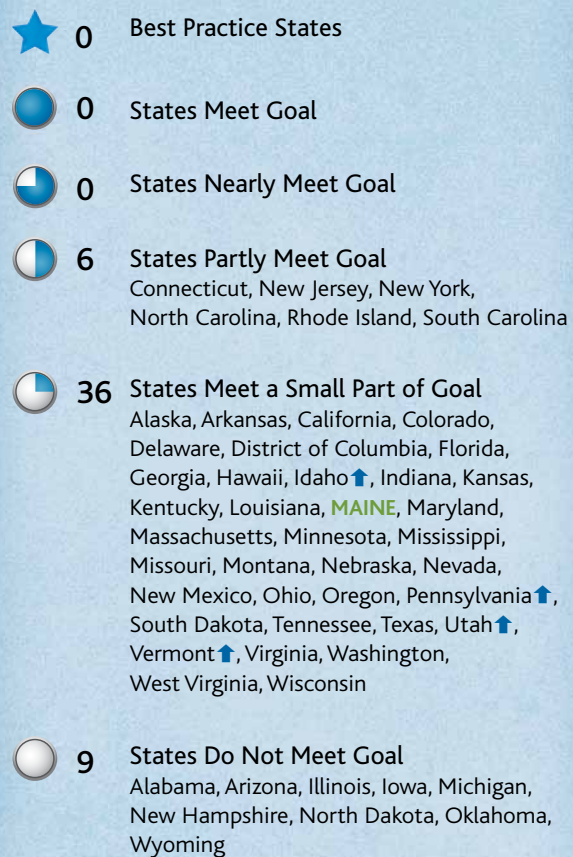 0 Best Practice States
0 States Meet Goal
0 States Nearly Meet Goal
6 States Partly Meet Goal
Connecticut, New Jersey, New York,
North Carolina, Rhode Island, South Carolina
36 States Meet a Small Part of Goal
Alaska, Arkansas, California, Colorado,
Delaware, District of Columbia, Florida,
Georgia, Hawaii, Idaho⬆, Indiana, Kansas,
Kentucky, Louisiana, MAINE, Maryland,
Massachusetts, Minnesota, Mississippi,
Missouri, Montana, Nebraska, Nevada,
New Mexico, Ohio, Oregon, Pennsylvania⬆,
South Dakota, Tennessee, Texas, Utah⬆,
Vermont⬆, Virginia, Washington,
West Virginia, Wisconsin
9 States Do Not Meet Goal
Alabama, Arizona, Illinois, Iowa, Michigan,
New Hampshire, North Dakota, Oklahoma,
Wyoming